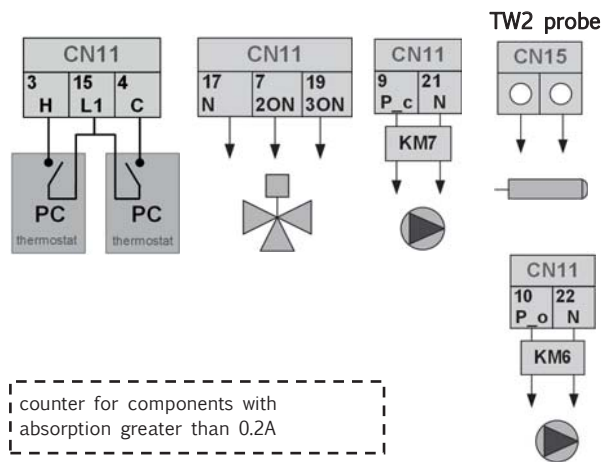 TW2 probe
CN11
3 15 4
H L1 C
PC PC
thermostat thermostat
CN11
17 7 19
N 2ON 3ON
CN11
9 21
P_c N
KM7
CN15
CN11
10 22
P_o N
KM6
counter for components with
absorption greater than 0.2A